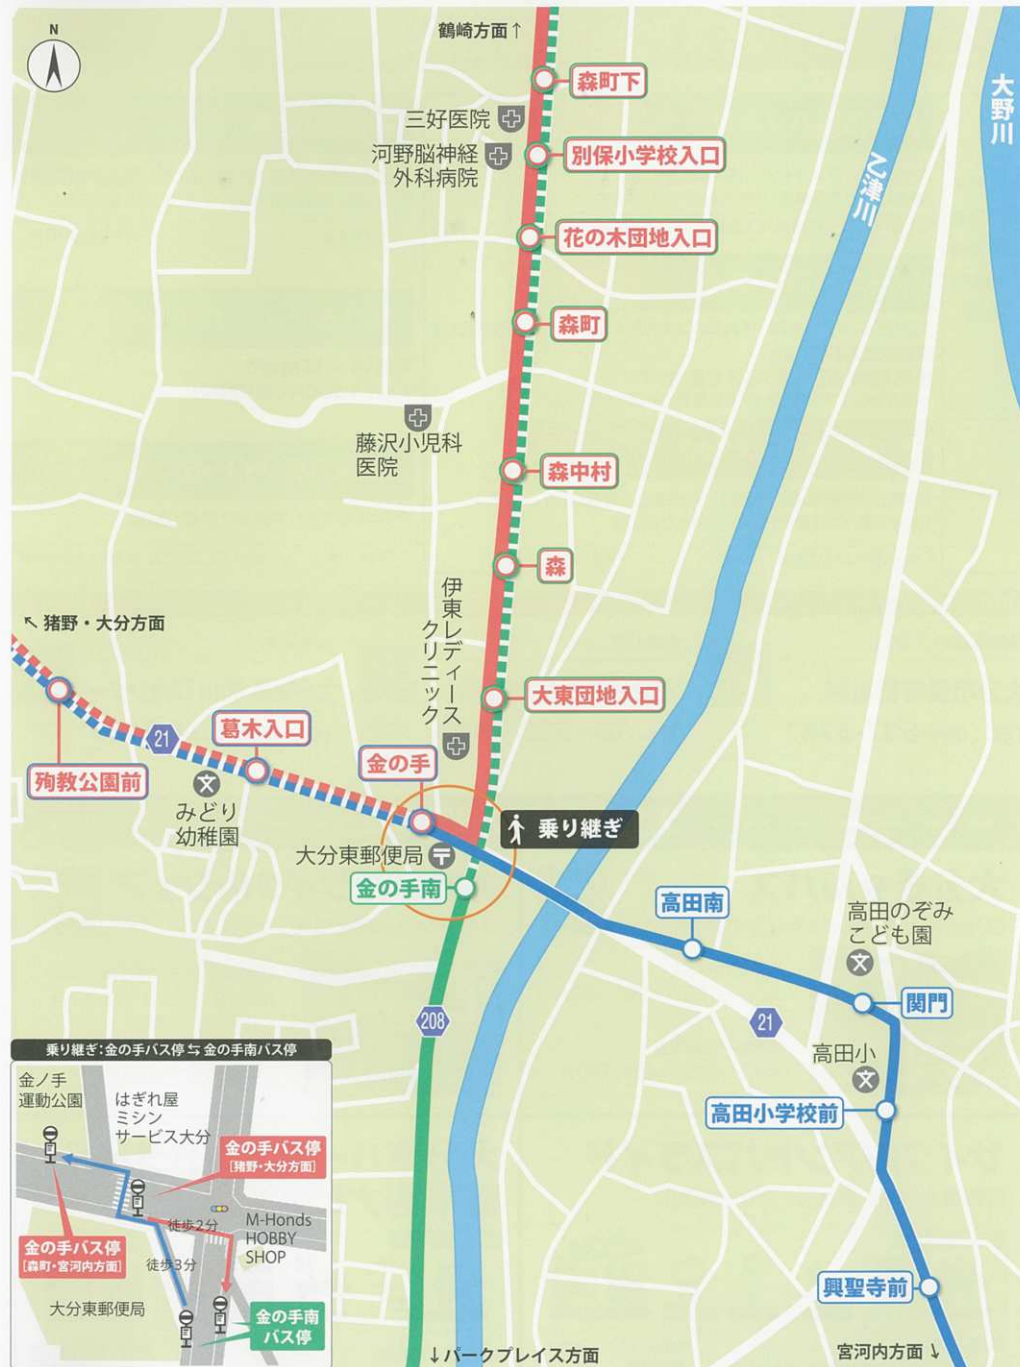 N
鶴崎方面↑
森町下
大野川
三好医院
河野脳神経
外科病院
別保小学校入口
乙津川
花の木団地入口
森町
藤沢小児科
医院
森中村
森
伊東レディース
クリニック
↖ 猪野・大分方面
大東団地入口
21
葛木入口
金の手
殉教公園前
みどり
幼稚園
大分東郵便局
乗り継ぎ
金の手南
高田南
高田のぞみ
こども園
関門
208
21
高田小
高田小学校前
興聖寺前
↓パークプレイス方面
宮河内方面↓
乗り継ぎ:金の手バス停⇆金の手南バス停
金ノ手
運動公園
はぎれ屋
ミシン
サービス大分
金の手バス停
[猪野・大分方面]
徒歩2分
M-Honds
HOBBY
SHOP
金の手バス停
[森町・宮河内方面]
徒歩3分
大分東郵便局
金の手南
バス停